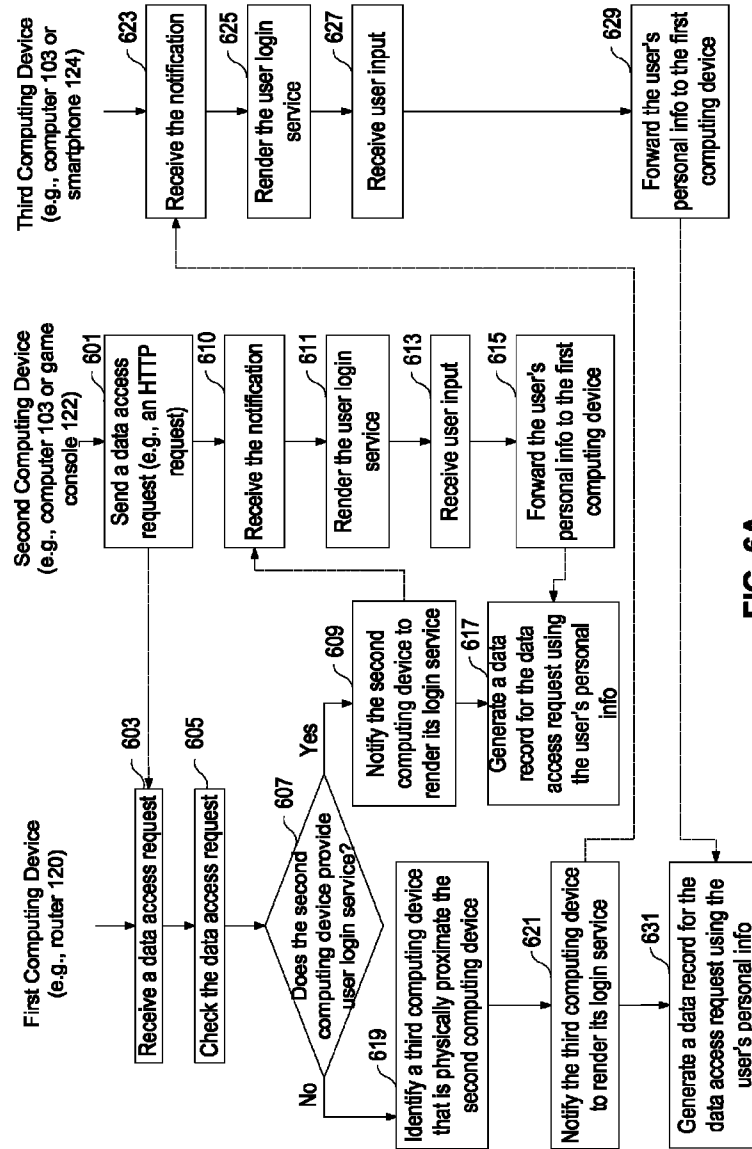 First Computing Device
(e.g., router 120)
603
Receive a data access request
605
Check the data access request
607
Does the second
computing device provide
user login service?
Yes
No
609
Notify the second
computing device to
render its login service
617
Generate a data
record for the data
access request using
the user's personal
info
619
Identify a third computing device
that is physically proximate the
second computing device
621
Notify the third computing device
to render its login service
631
Generate a data record for the
data access request using the
user's personal info
Second Computing Device
(e.g., computer 103 or game
console 122)
601
Send a data access
request (e.g., an HTTP
request)
610
Receive the notification
611
Render the user login
service
613
Receive user input
615
Forward the user's
personal info to the first
computing device
Third Computing Device
(e.g., computer 103 or
smartphone 124)
623
Receive the notification
625
Render the user login
service
627
Receive user input
629
Forward the user's
personal info to the first
computing device
FIG. 6A